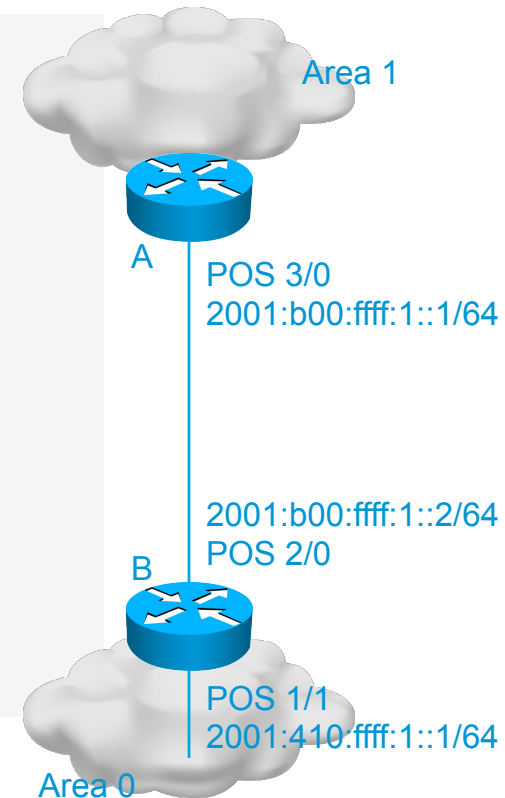 Area 1
A
POS 3/0
2001:b00:ffff:1::1/64
2001:b00:ffff:1::2/64
POS 2/0
B
POS 1/1
2001:410:ffff:1::1/64
Area 0